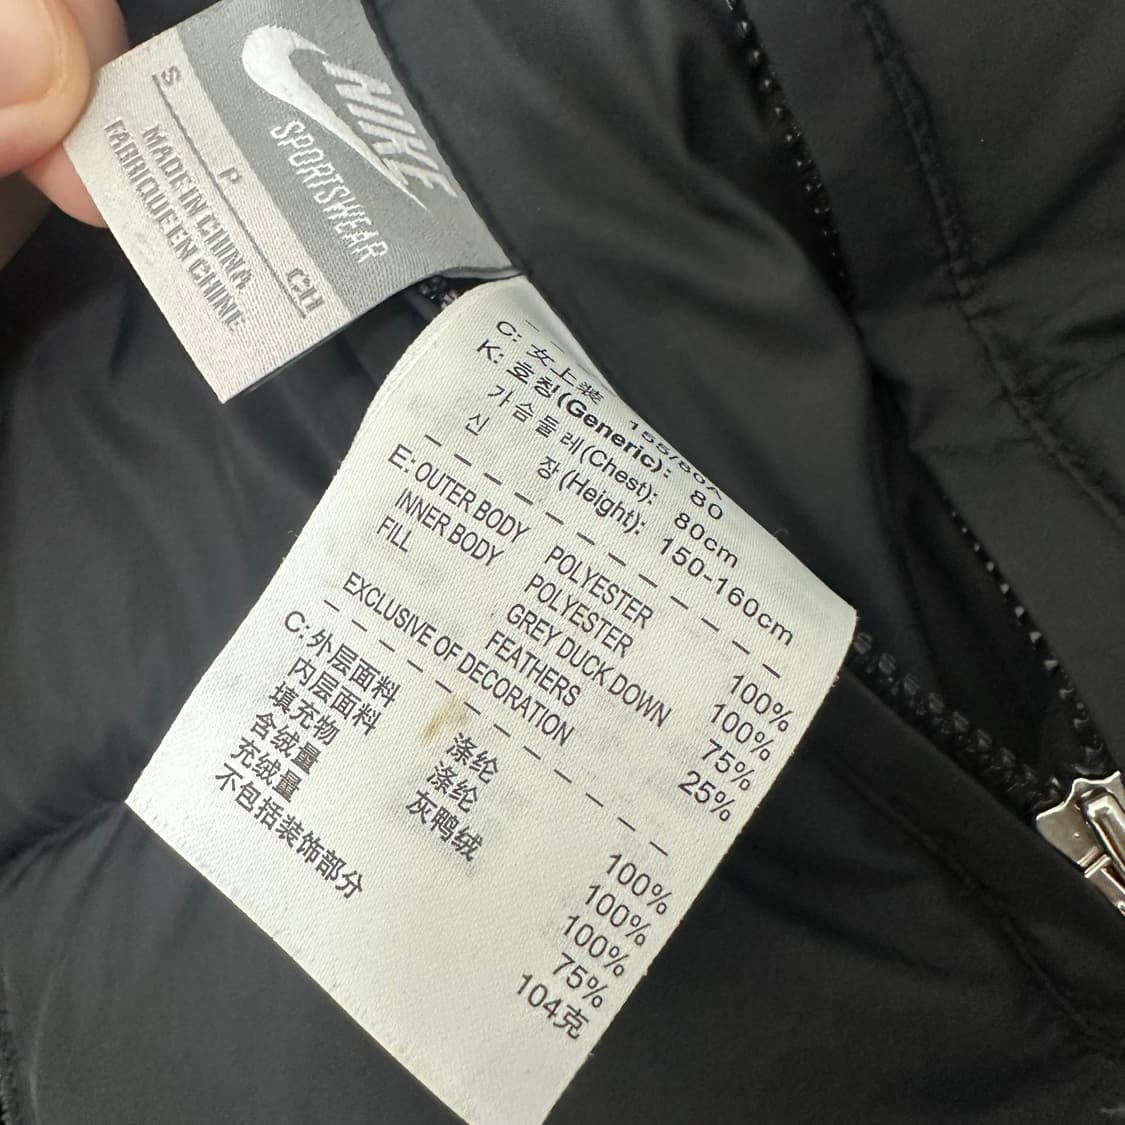 NIKE
SPORTSWEAR
S P CH
MADE IN CHINA
FABRIQUE EN CHINE
C: 女上装 155/80A
K: 호칭(Generic): 80
가슴둘레(Chest): 80cm
신 장 (Height): 150-160cm
E: OUTER BODY POLYESTER 100%
INNER BODY POLYESTER 100%
FILL GREY DUCK DOWN 75%
FEATHERS 25%
EXCLUSIVE OF DECORATION
C: 外层面料 涤纶 100%
内层面料 涤纶 100%
填充物 灰鸭绒 100%
含绒量 75%
充绒量 104克
不包括装饰部分